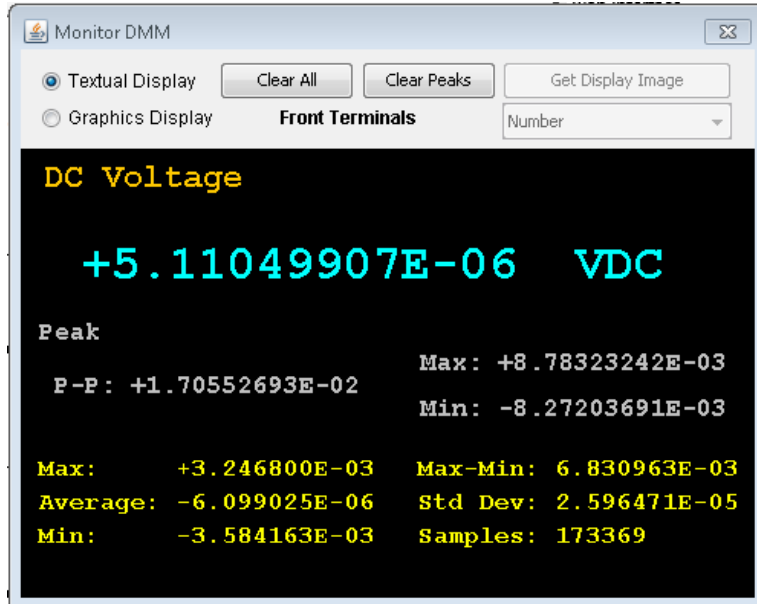 Monitor DMM
Textual Display Clear All Clear Peaks Get Display Image
Graphics Display Front Terminals Number
DC Voltage
+5.11049907E-06 VDC
Peak
Max: +8.78323242E-03
P-P: +1.70552693E-02
Min: -8.27203691E-03
Max: +3.246800E-03 Max-Min: 6.830963E-03
Average: -6.099025E-06 Std Dev: 2.596471E-05
Min: -3.584163E-03 Samples: 173369